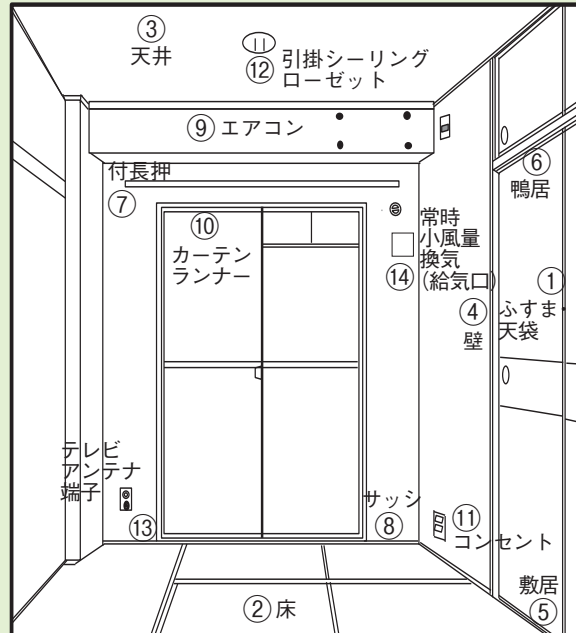 ③
天井
⑫
引掛シーリング
ローゼット
⑨ エアコン
付長押
⑦
⑥
鴨居
⑩
カーテン
ランナー
常時
小風量
換気
(給気口)
⑭
①
ふすま
天袋
④
壁
テレビ
アンテナ
端子
⑬
サッシ
⑧
⑪
コンセント
② 床
敷居
⑤